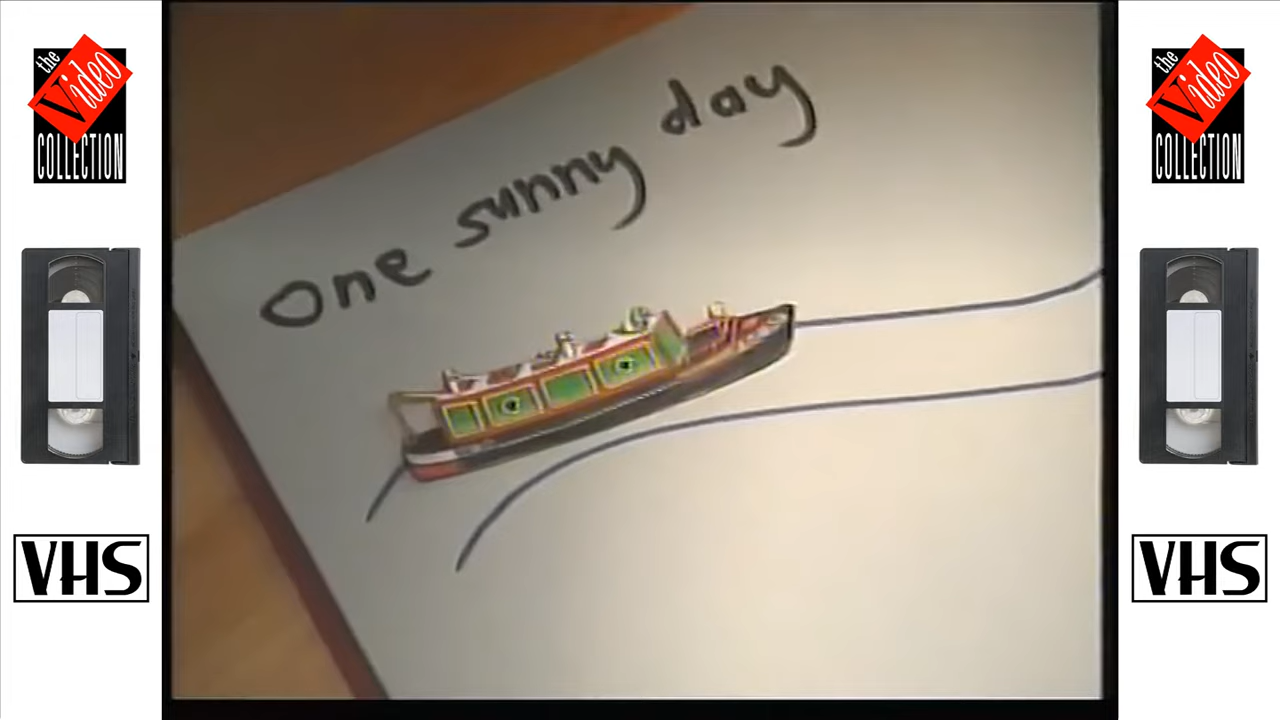 the
Video
COLLECTION
VHS
One sunny day
the
Video
COLLECTION
VHS